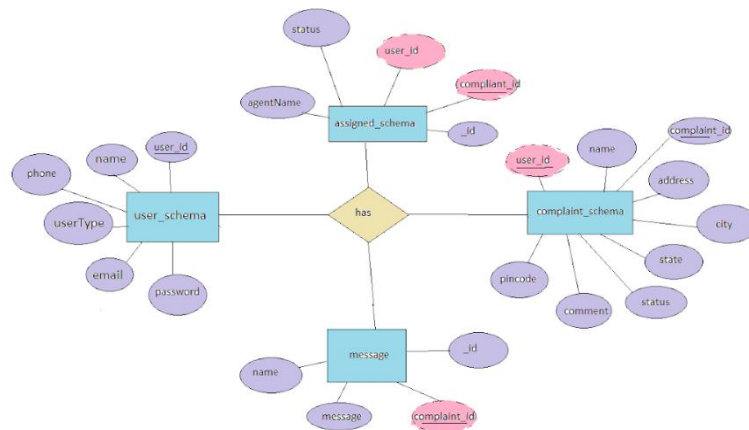 status
user_id
compliant_id
agentName
assigned_schema
_id
name
complaint_id
user_id
address
complaint_schema
city
state
status
comment
pincode
phone
name
user_id
userType
user_schema
email
password
has
message
_id
name
message
complaint_id